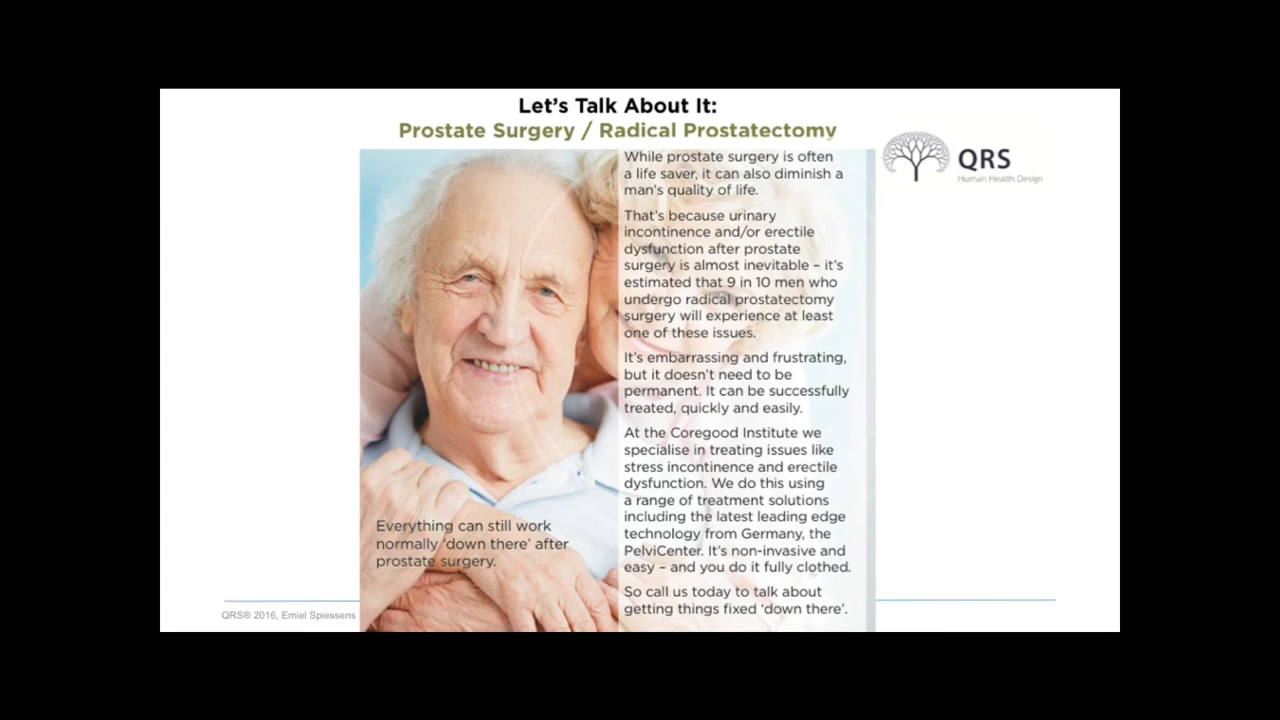 Let's Talk About It:
Prostate Surgery / Radical Prostatectomy
QRS
Human Health Design
While prostate surgery is often
a life saver, it can also diminish a
man's quality of life.
That's because urinary
incontinence and/or erectile
dysfunction after prostate
surgery is almost inevitable – it's
estimated that 9 in 10 men who
undergo radical prostatectomy
surgery will experience at least
one of these issues.
It's embarrassing and frustrating,
but it doesn't need to be
permanent. It can be successfully
treated, quickly and easily.
At the Coregood Institute we
specialise in treating issues like
stress incontinence and erectile
dysfunction. We do this using
a range of treatment solutions
including the latest leading edge
technology from Germany, the
PelviCenter. It's non-invasive and
easy – and you do it fully clothed.
So call us today to talk about
getting things fixed 'down there'.
Everything can still work
normally 'down there' after
prostate surgery.
QRS® 2016, Emiel Spiessens